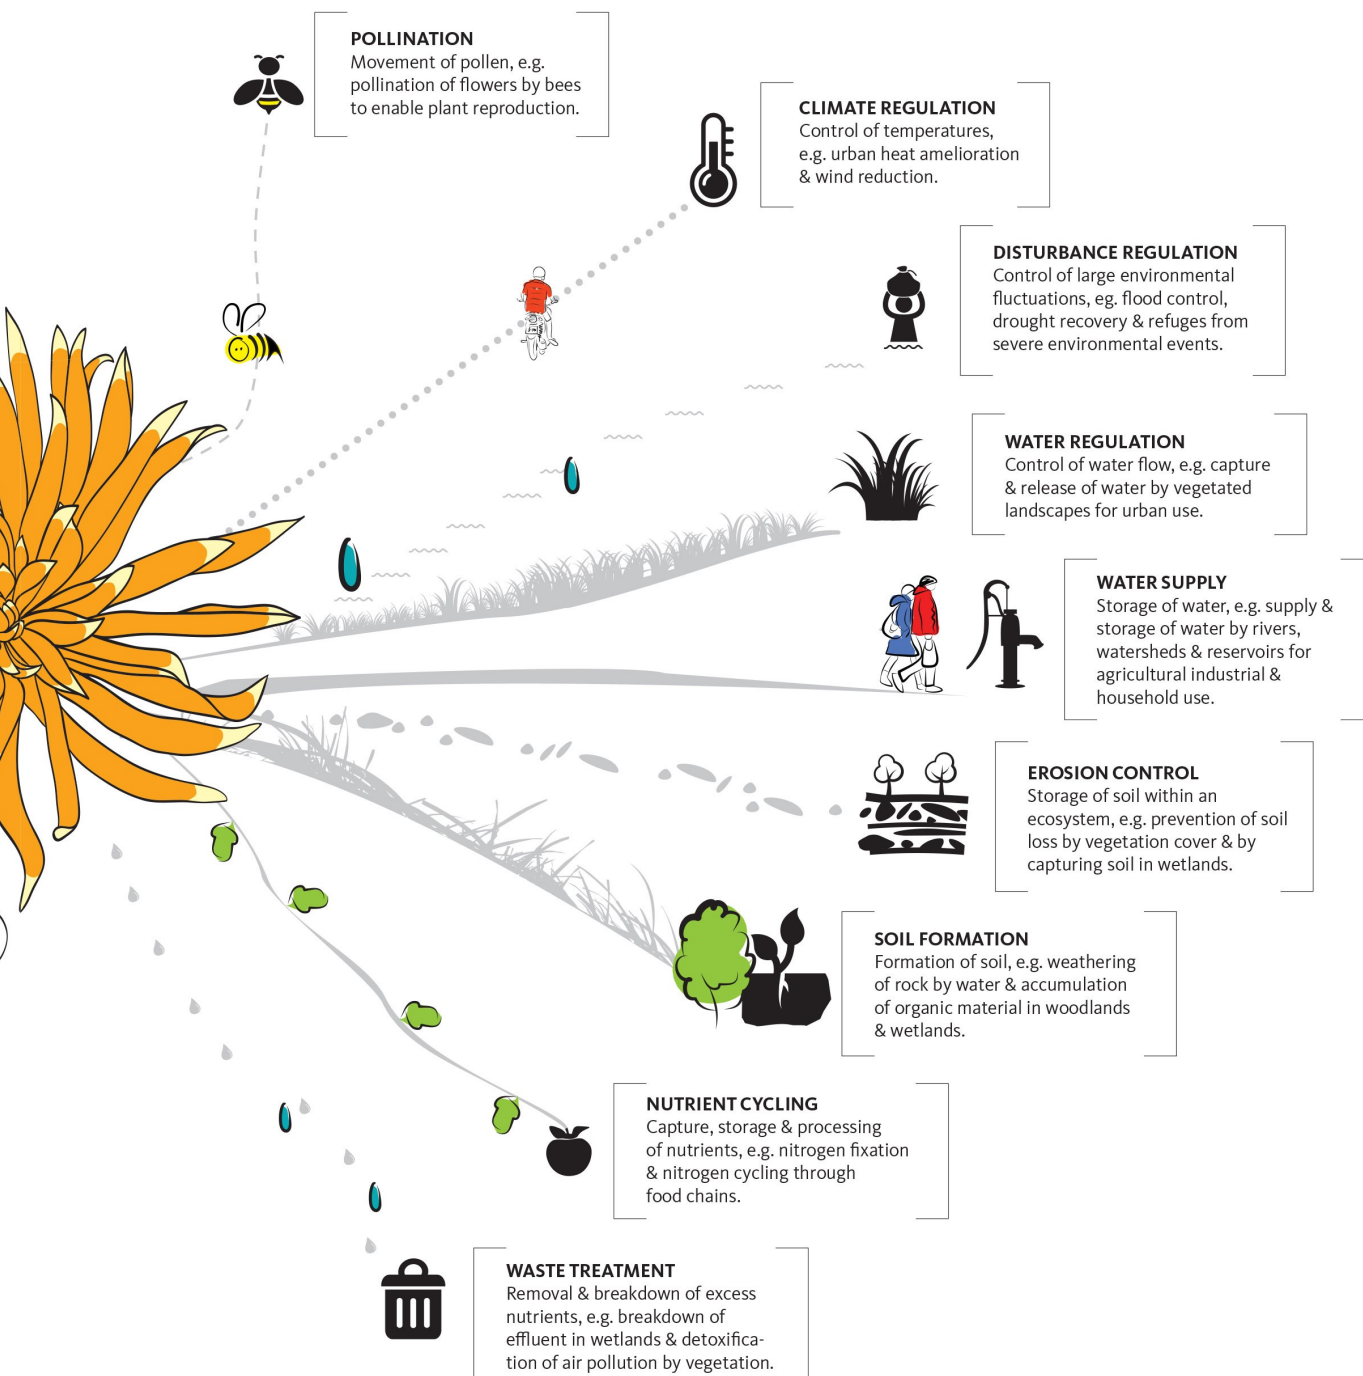 POLLINATION
Movement of pollen, e.g.
pollination of flowers by bees
to enable plant reproduction.
CLIMATE REGULATION
Control of temperatures,
e.g. urban heat amelioration
& wind reduction.
DISTURBANCE REGULATION
Control of large environmental
fluctuations, eg. flood control,
drought recovery & refuges from
severe environmental events.
WATER REGULATION
Control of water flow, e.g. capture
& release of water by vegetated
landscapes for urban use.
WATER SUPPLY
Storage of water, e.g. supply &
storage of water by rivers,
watersheds & reservoirs for
agricultural industrial &
household use.
EROSION CONTROL
Storage of soil within an
ecosystem, e.g. prevention of soil
loss by vegetation cover & by
capturing soil in wetlands.
SOIL FORMATION
Formation of soil, e.g. weathering
of rock by water & accumulation
of organic material in woodlands
& wetlands.
NUTRIENT CYCLING
Capture, storage & processing
of nutrients, e.g. nitrogen fixation
& nitrogen cycling through
food chains.
WASTE TREATMENT
Removal & breakdown of excess
nutrients, e.g. breakdown of
effluent in wetlands & detoxifica-
tion of air pollution by vegetation.